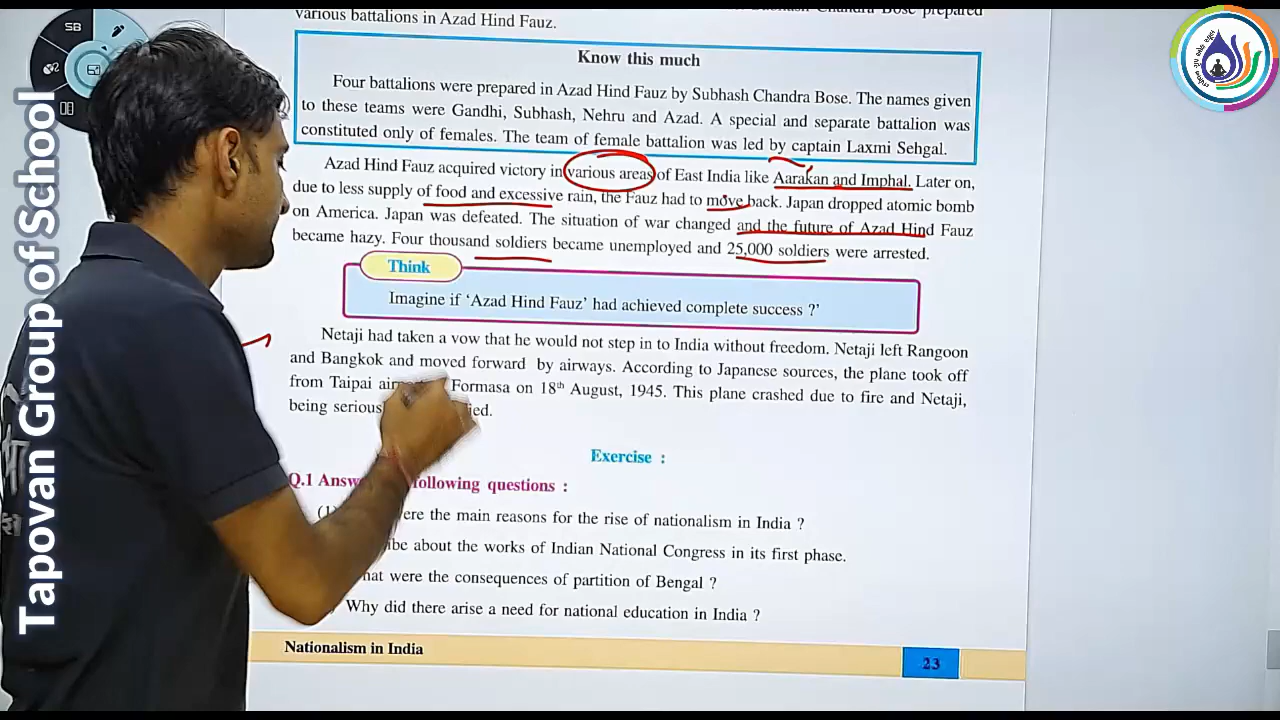 various battalions in Azad Hind Fauz.
Chandra Bose prepared
Know this much
Four battalions were prepared in Azad Hind Fauz by Subhash Chandra Bose. The names given
to these teams were Gandhi, Subhash, Nehru and Azad. A special and separate battalion was
constituted only of females. The team of female battalion was led by captain Laxmi Sehgal.
Azad Hind Fauz acquired victory in various areas of East India like Aarakan and Imphal. Later on,
due to less supply of food and excessive rain, the Fauz had to move back. Japan dropped atomic bomb
on America. Japan was defeated. The situation of war changed and the future of Azad Hind Fauz
became hazy. Four thousand soldiers became unemployed and 25,000 soldiers were arrested.
Think
Imagine if 'Azad Hind Fauz' had achieved complete success ?'
Netaji had taken a vow that he would not step in to India without freedom. Netaji left Rangoon
and Bangkok and moved forward by airways. According to Japanese sources, the plane took off
from Taipai Formasa on 18th August, 1945. This plane crashed due to fire and Netaji,
being
Exercise :
Q.1 following questions :
(1) the main reasons for the rise of nationalism in India ?
about the works of Indian National Congress in its first phase.
were the consequences of partition of Bengal ?
Why did there arise a need for national education in India ?
Nationalism in India
23
Tapovan Group of School
SB